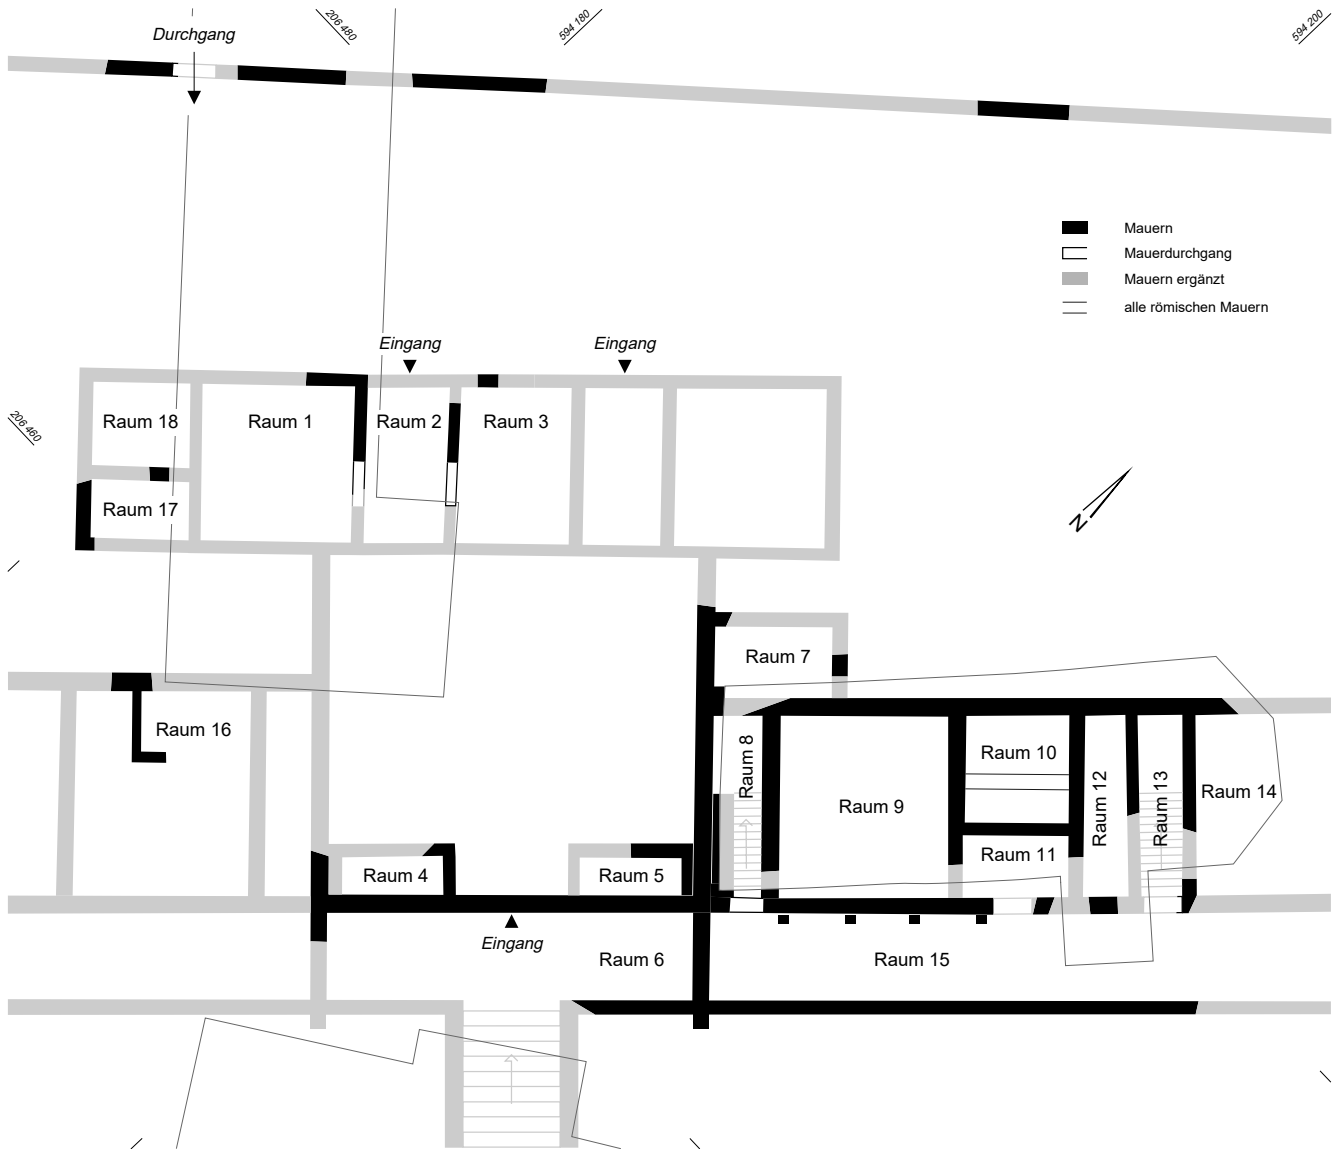 206 480
594 180
594 200
Durchgang
Mauern
Mauerdurchgang
Mauern ergänzt
alle römischen Mauern
Eingang
Eingang
206 460
Raum 18
Raum 1
Raum 2
Raum 3
Raum 17
N
Raum 7
Raum 16
Raum 8
Raum 9
Raum 10
Raum 12
Raum 13
Raum 14
Raum 11
Raum 4
Raum 5
Eingang
Raum 6
Raum 15